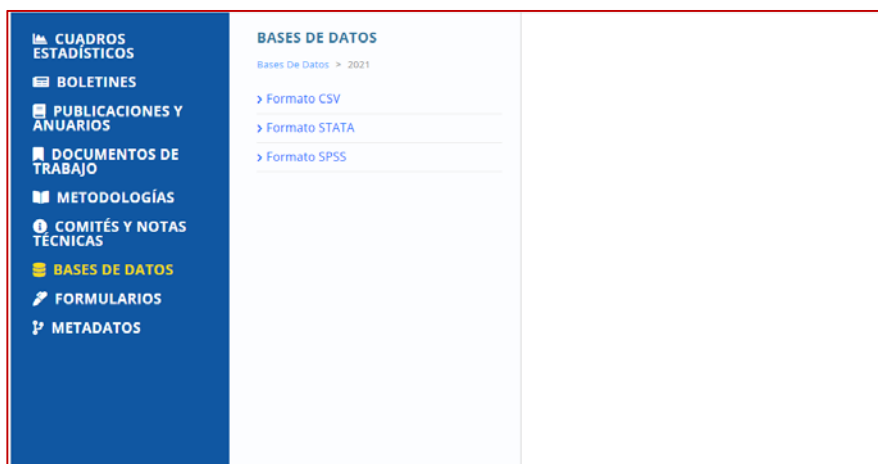 CUADROS
ESTADÍSTICOS
BOLETINES
PUBLICACIONES Y
ANUARIOS
DOCUMENTOS DE
TRABAJO
METODOLOGÍAS
COMITÉS Y NOTAS
TÉCNICAS
BASES DE DATOS
FORMULARIOS
METADATOS
BASES DE DATOS
Bases De Datos > 2021
> Formato CSV
> Formato STATA
> Formato SPSS